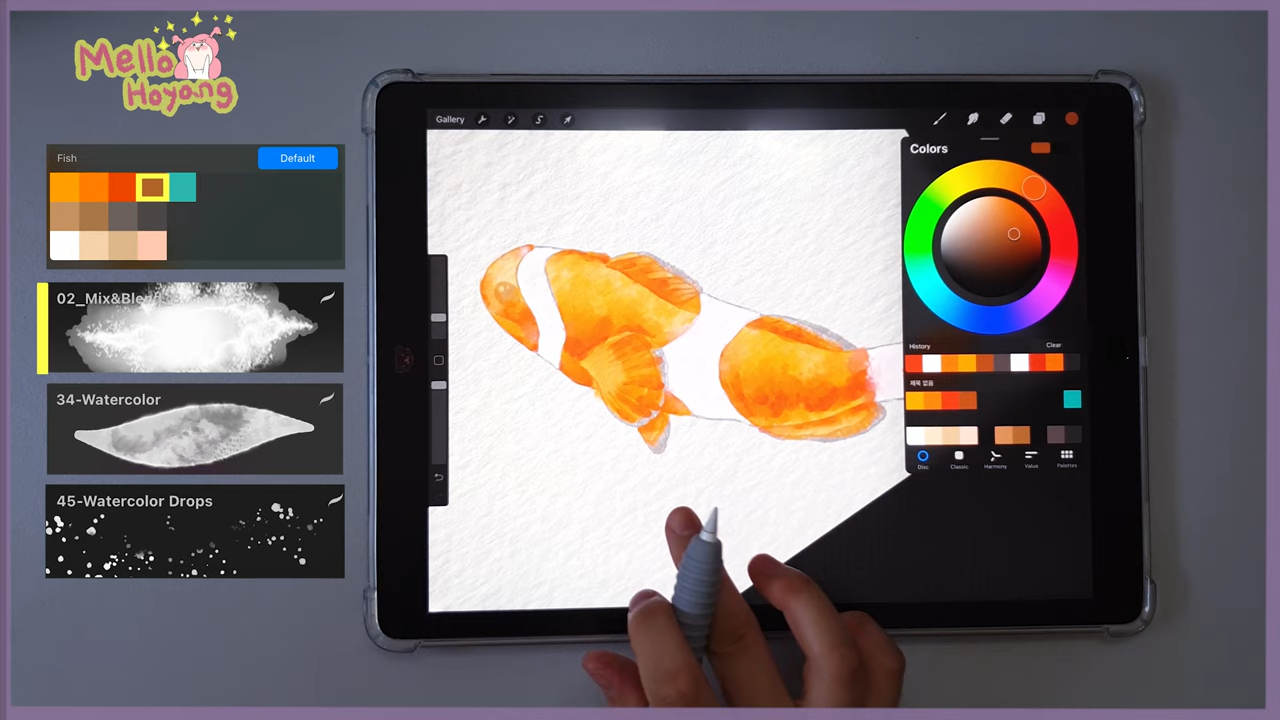 Mello
Hoyang
Fish
Default
02_Mix&Blend
34-Watercolor
45-Watercolor Drops
Gallery
Colors
History
Clear
제목 없음
Disc
Classic
Harmony
Value
Palettes